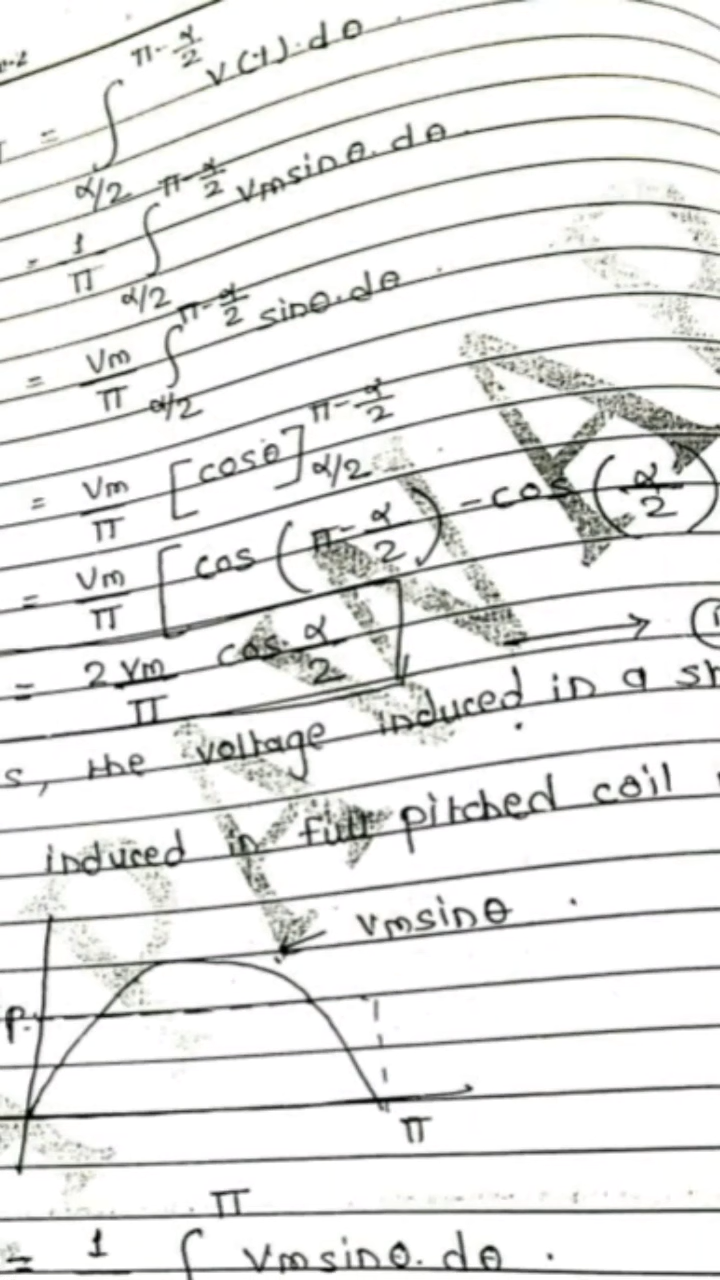 = ∫_{α/2}^{π-α/2} v(t).dθ.
= 1/π ∫_{α/2}^{π-α/2} Vmsinθ.dθ.
= Vm/π ∫_{α/2}^{π-α/2} sinθ.dθ.
= Vm/π [cosθ]_{α/2}^{π-α/2}
= Vm/π [cos(π-α/2) - cos(α/2)
= 2Vm/π cos α/2 →
s, the voltage induced in a sh
induced in full pitched coil
Vmsinθ.
π
π
= 1 ∫ Vmsinθ.dθ.